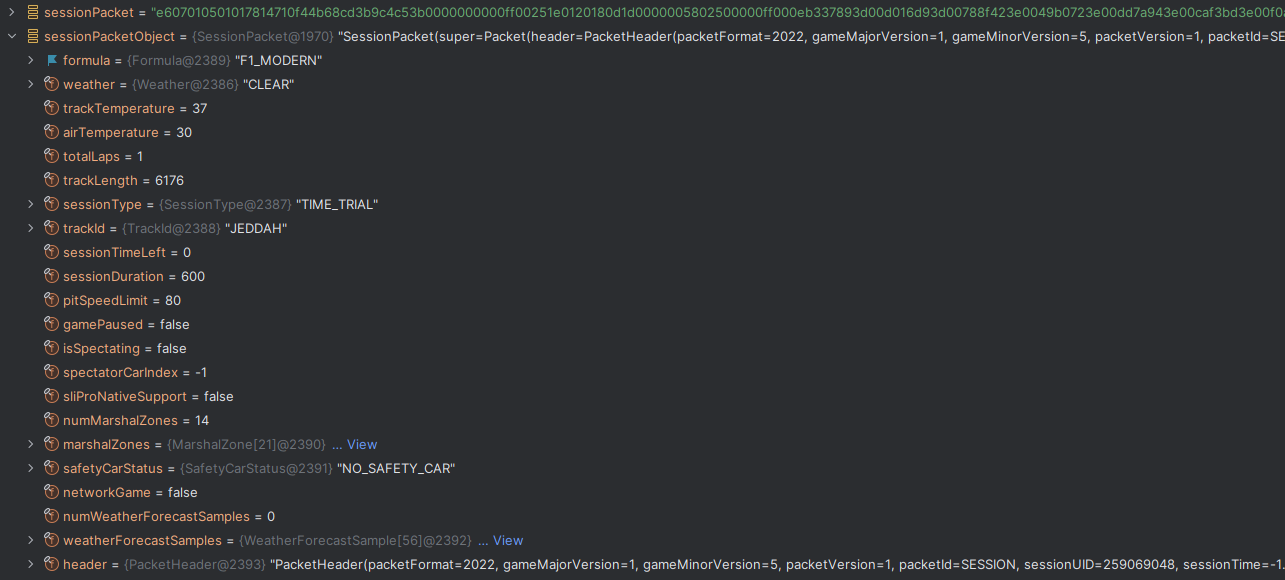 sessionPacket = "e607010501017814710f44b68cd3b9c4c53b0000000000ff00251e0120180d1d0000005802500000ff000eb337893d00d016d93d00788f423e0049b0723e00dd7a943e00caf3bd3e00f0a
sessionPacketObject = {SessionPacket@1970} "SessionPacket(super=Packet(header=PacketHeader(packetFormat=2022, gameMajorVersion=1, gameMinorVersion=5, packetVersion=1, packetId=SE
formula = {Formula@2389} "F1_MODERN"
weather = {Weather@2386} "CLEAR"
trackTemperature = 37
airTemperature = 30
totalLaps = 1
trackLength = 6176
sessionType = {SessionType@2387} "TIME_TRIAL"
trackId = {TrackId@2388} "JEDDAH"
sessionTimeLeft = 0
sessionDuration = 600
pitSpeedLimit = 80
gamePaused = false
isSpectating = false
spectatorCarIndex = -1
sliProNativeSupport = false
numMarshalZones = 14
marshalZones = {MarshalZone[21]@2390} ... View
safetyCarStatus = {SafetyCarStatus@2391} "NO_SAFETY_CAR"
networkGame = false
numWeatherForecastSamples = 0
weatherForecastSamples = {WeatherForecastSample[56]@2392} ... View
header = {PacketHeader@2393} "PacketHeader(packetFormat=2022, gameMajorVersion=1, gameMinorVersion=5, packetVersion=1, packetId=SESSION, sessionUID=259069048, sessionTime=-1